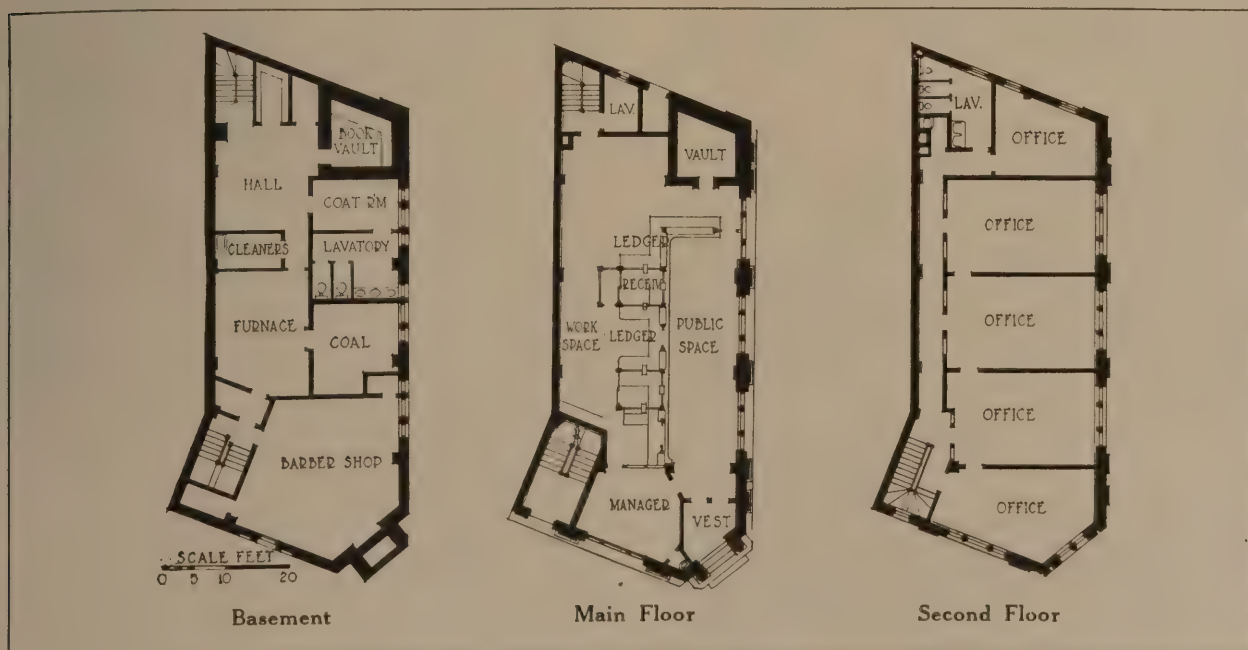 BOOK
VAULT
HALL
COAT R'M
CLEANERS
LAVATORY
FURNACE
COAL
BARBER SHOP
SCALE FEET
0 5 10 20
Basement
LAV.
VAULT
LEDGER
RECEIV
WORK
SPACE
LEDGER
PUBLIC
SPACE
MANAGER
VEST
Main Floor
LAV.
OFFICE
OFFICE
OFFICE
OFFICE
OFFICE
Second Floor